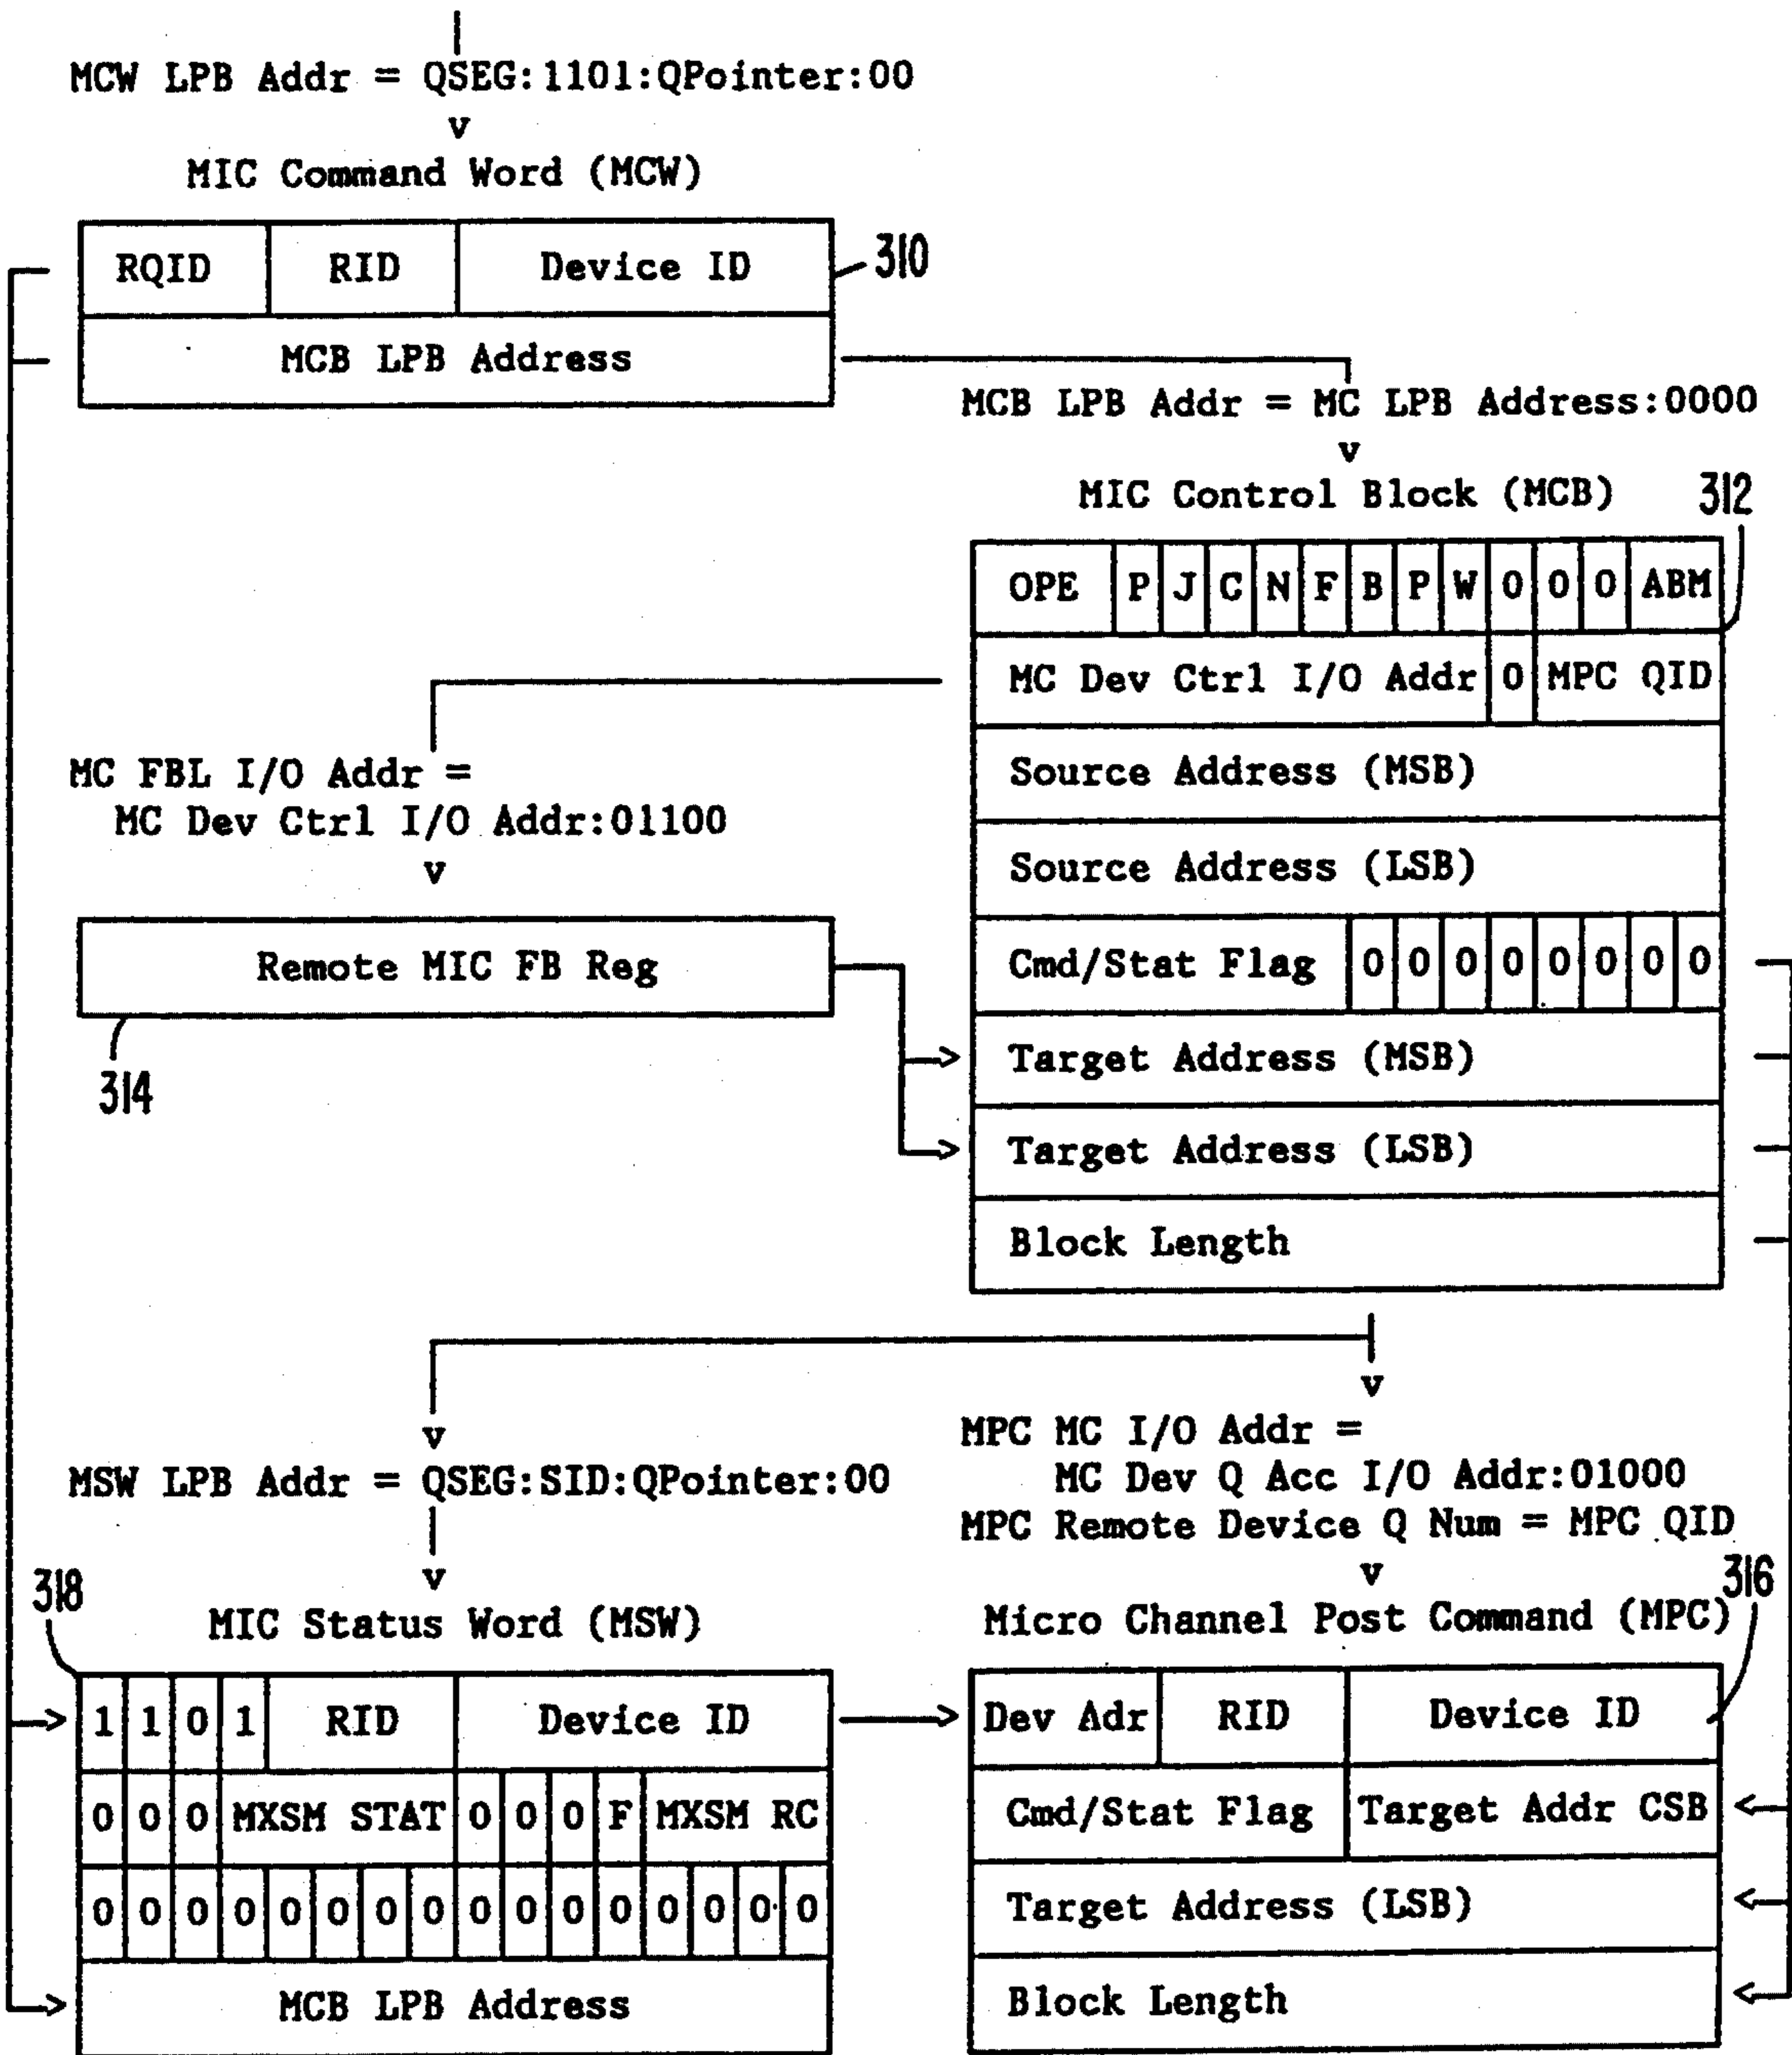 MCW LPB Addr = QSEG:1101:QPointer:00
v
MIC Command Word (MCW)
RQID RID Device ID 310
MCB LPB Address
MCB LPB Addr = MC LPB Address:0000
v
MIC Control Block (MCB) 312
OPE P J C N F B P W 0 0 0 ABM
MC Dev Ctrl I/O Addr 0 MPC QID
Source Address (MSB)
MC FBL I/O Addr =
MC Dev Ctrl I/O Addr:01100
v
Source Address (LSB)
Remote MIC FB Reg
314
Cmd/Stat Flag 0 0 0 0 0 0 0 0
Target Address (MSB)
Target Address (LSB)
Block Length
v
MSW LPB Addr = QSEG:SID:QPointer:00
v
318
MIC Status Word (MSW)
1 1 0 1 RID Device ID
0 0 0 MXSM STAT 0 0 0 F MXSM RC
0 0 0 0 0 0 0 0 0 0 0 0 0 0 0 0
MCB LPB Address
v
MPC MC I/O Addr =
MC Dev Q Acc I/O Addr:01000
MPC Remote Device Q Num = MPC QID
v
316
Micro Channel Post Command (MPC)
Dev Adr RID Device ID
Cmd/Stat Flag Target Addr CSB
Target Address (LSB)
Block Length